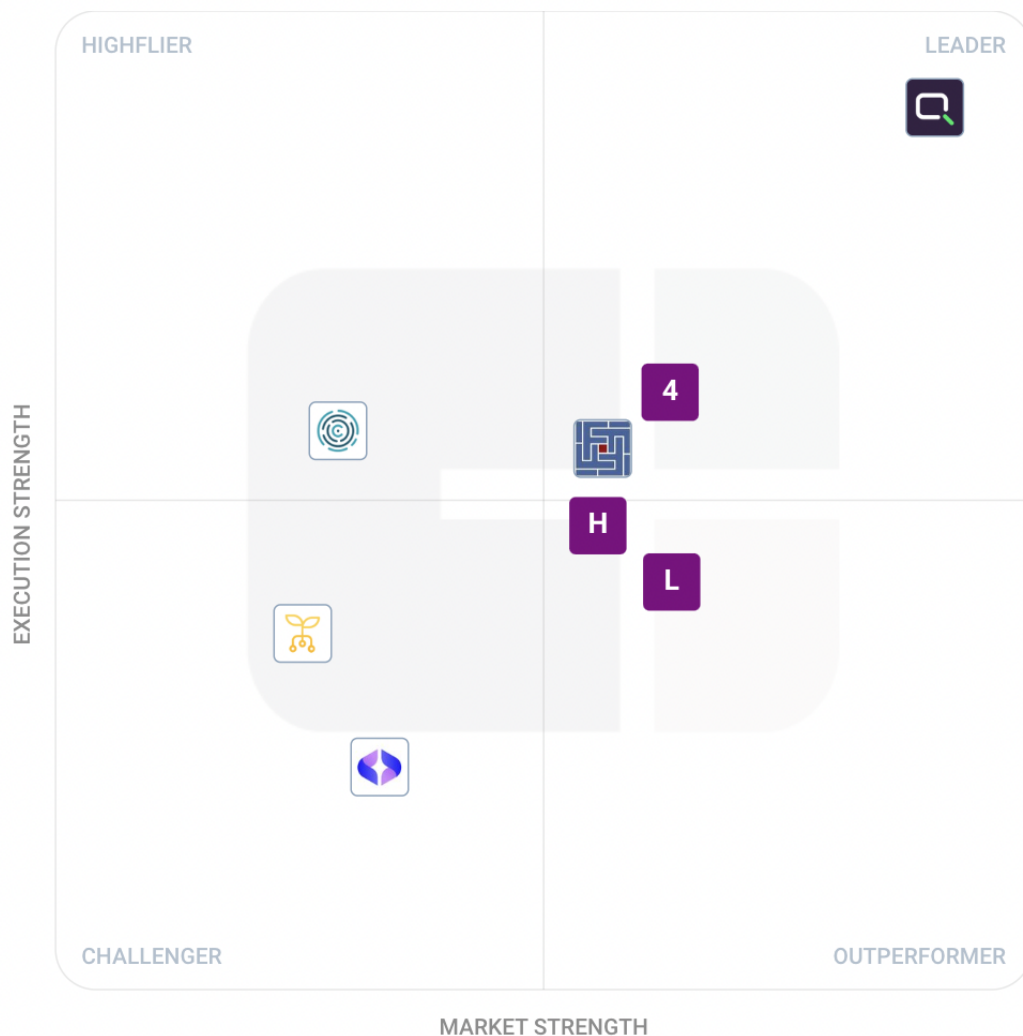 HIGHFLIER
LEADER
4
H
L
EXECUTION STRENGTH
CHALLENGER
OUTPERFORMER
MARKET STRENGTH